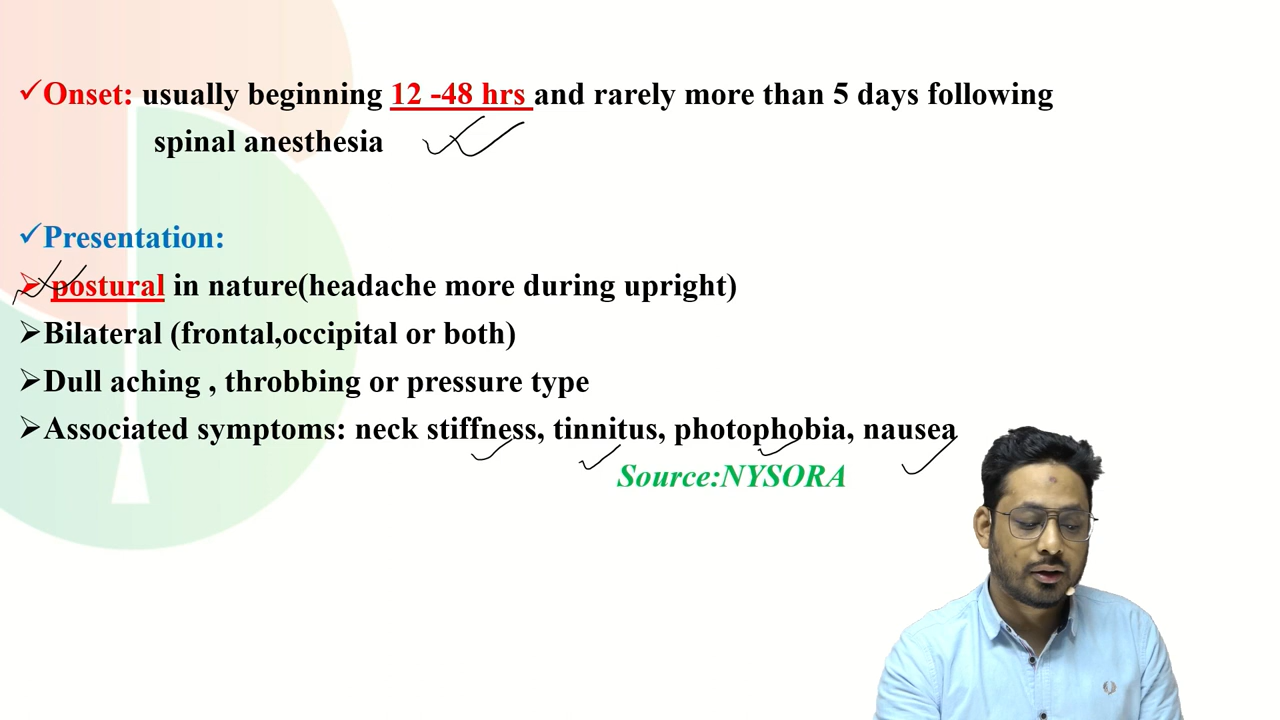 ✓Onset: usually beginning 12 -48 hrs and rarely more than 5 days following
spinal anesthesia
✓Presentation:
➢ postural in nature(headache more during upright)
➢Bilateral (frontal,occipital or both)
➢Dull aching , throbbing or pressure type
➢Associated symptoms: neck stiffness, tinnitus, photophobia, nausea
Source:NYSORA